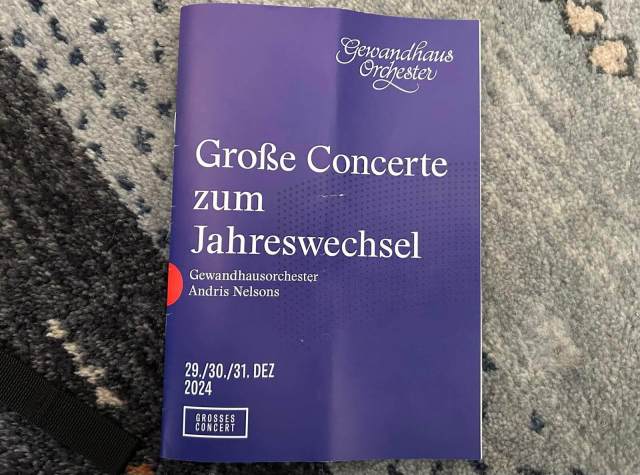 Gewandhaus
Orchester
Große Concerte
zum
Jahreswechsel
Gewandhausorchester
Andris Nelsons
29./30./31. DEZ
2024
GROSSES
CONCERT